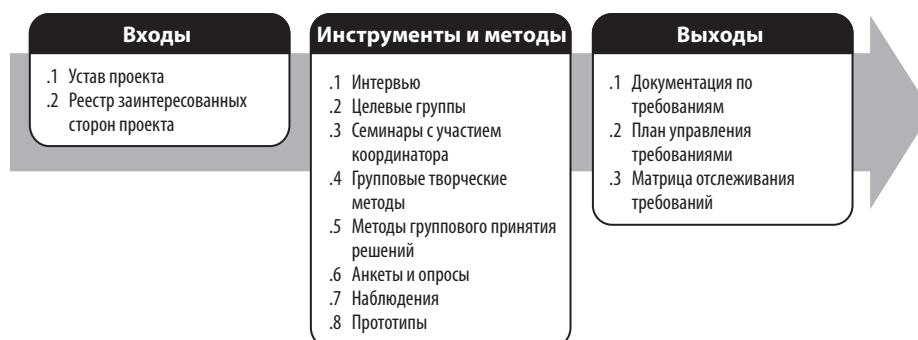 Входы
.1 Устав проекта
.2 Реестр заинтересованных
сторон проекта
Инструменты и методы
.1 Интервью
.2 Целевые группы
.3 Семинары с участием
координатора
.4 Групповые творческие
методы
.5 Методы группового принятия
решений
.6 Анкеты и опросы
.7 Наблюдения
.8 Прототипы
Выходы
.1 Документация по
требованиям
.2 План управления
требованиями
.3 Матрица отслеживания
требований